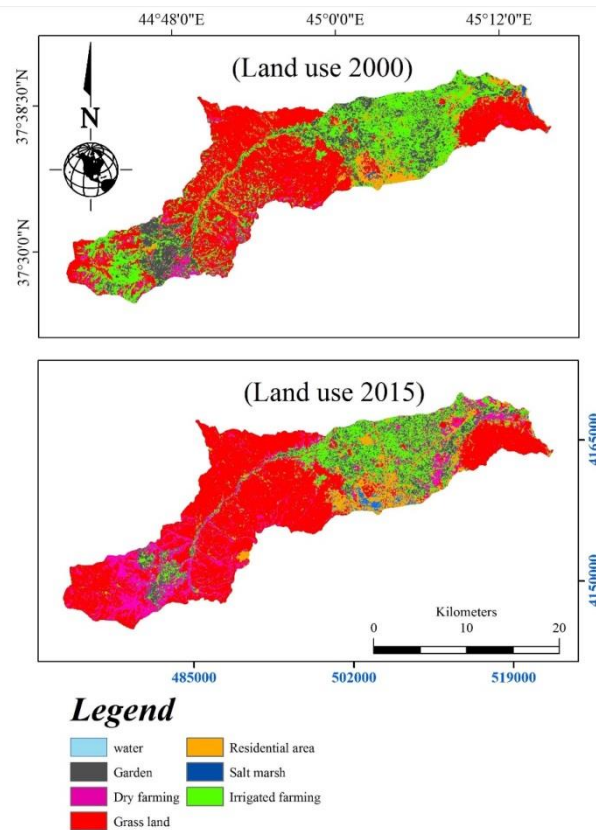 44°48'0"E 45°0'0"E 45°12'0"E
(Land use 2000)
37°38'30"N
N
37°30'0"N
(Land use 2015)
4165000
4150000
Kilometers
0 10 20
485000 502000 519000
Legend
water Residential area
Garden Salt marsh
Dry farming Irrigated farming
Grass land